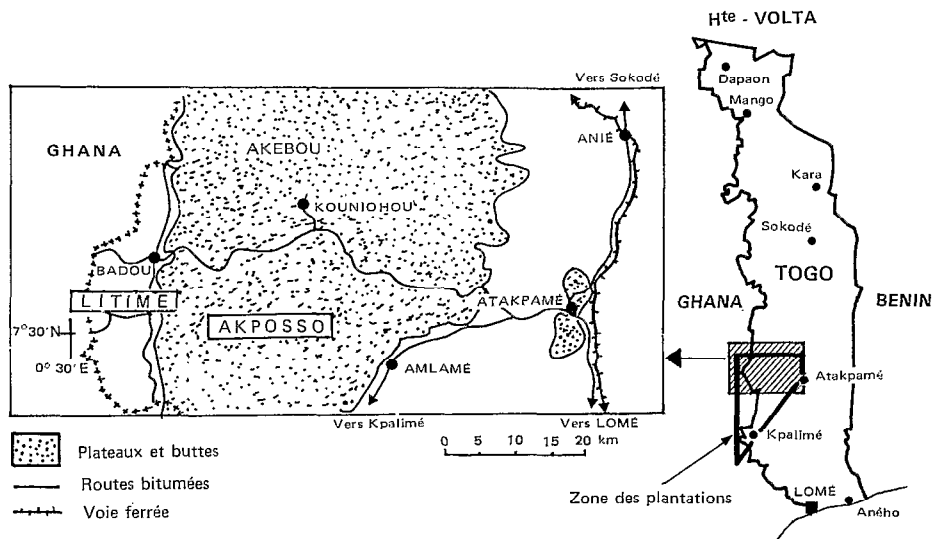 Hte - VOLTA
Dapaon
Mango
Kara
Sokodé
TOGO
GHANA
BENIN
Atakpamé
Kpalimé
LOMÉ
Aného
Zone des plantations
Vers Sokodé
GHANA
AKEBOU
ANIÉ
KOUNIOHOU
BADOU
LITIME
ATAKPAMÉ
AKPOSSO
7°30'N
0° 30'E
AMLAMÉ
Vers Kpalimé
Vers LOMÉ
0 5 10 15 20 km
Plateaux et buttes
Routes bitumées
Voie ferrée